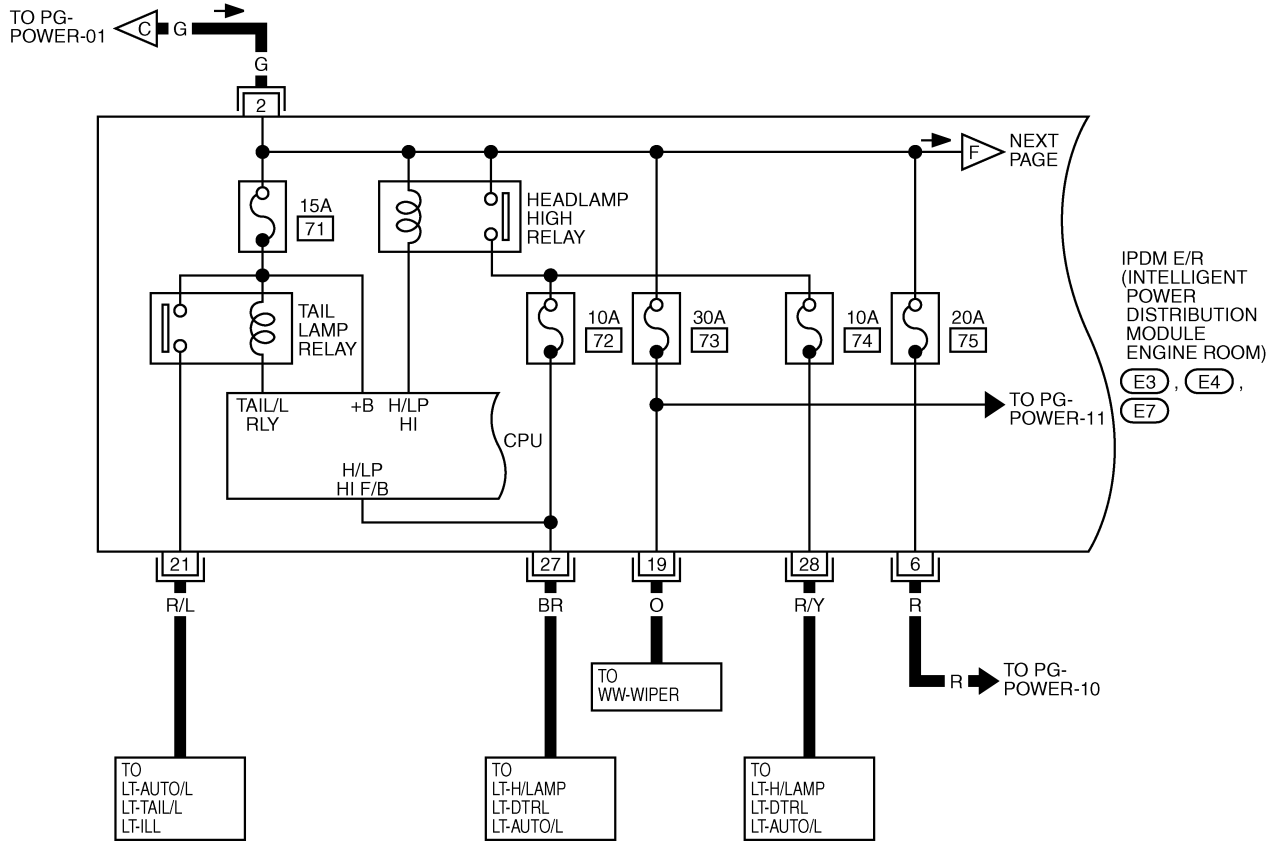 TO PG-
POWER-01
C
G
G
2
F
NEXT
PAGE
15A
71
HEADLAMP
HIGH
RELAY
TAIL
LAMP
RELAY
10A
72
30A
73
10A
74
20A
75
IPDM E/R
(INTELLIGENT
POWER
DISTRIBUTION
MODULE
ENGINE ROOM)
E3 , E4 ,
E7
TAIL/L
RLY
+B
H/LP
HI
CPU
H/LP
HI F/B
TO PG-
POWER-11
21
27
19
28
6
R/L
BR
O
R/Y
R
TO
WW-WIPER
R
TO PG-
POWER-10
TO
LT-AUTO/L
LT-TAIL/L
LT-ILL
TO
LT-H/LAMP
LT-DTRL
LT-AUTO/L
TO
LT-H/LAMP
LT-DTRL
LT-AUTO/L